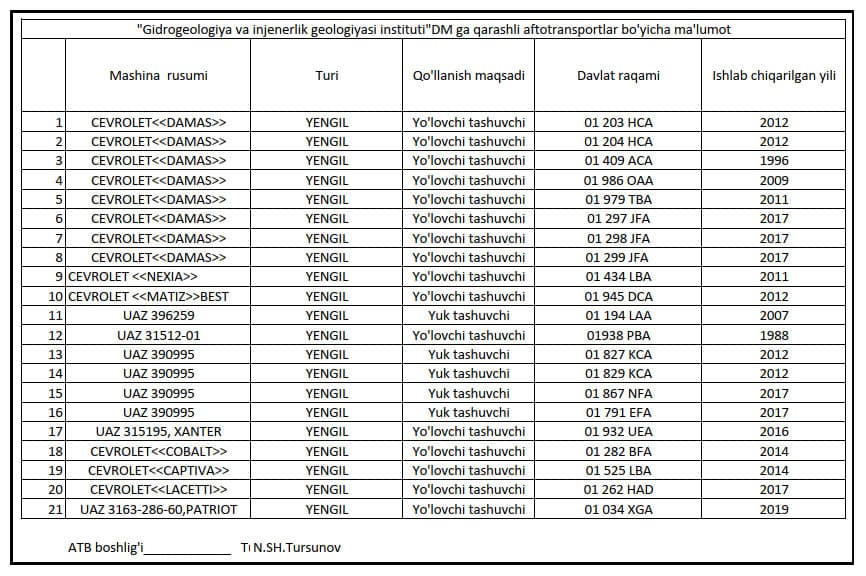 "Gidrogeologiya va injenerlik geologiyasi instituti"DM ga qarashli aftotransportlar bo'yicha ma'lumot
Mashina rusumi Turi Qo'llanish maqsadi Davlat raqami Ishlab chiqarilgan yili
1 CEVROLET<<DAMAS>> YENGIL Yo'lovchi tashuvchi 01 203 HCA 2012
2 CEVROLET<<DAMAS>> YENGIL Yo'lovchi tashuvchi 01 204 HCA 2012
3 CEVROLET<<DAMAS>> YENGIL Yo'lovchi tashuvchi 01 409 ACA 1996
4 CEVROLET<<DAMAS>> YENGIL Yo'lovchi tashuvchi 01 986 OAA 2009
5 CEVROLET<<DAMAS>> YENGIL Yo'lovchi tashuvchi 01 979 TBA 2011
6 CEVROLET<<DAMAS>> YENGIL Yo'lovchi tashuvchi 01 297 JFA 2017
7 CEVROLET<<DAMAS>> YENGIL Yo'lovchi tashuvchi 01 298 JFA 2017
8 CEVROLET<<DAMAS>> YENGIL Yo'lovchi tashuvchi 01 299 JFA 2017
9 CEVROLET <<NEXIA>> YENGIL Yo'lovchi tashuvchi 01 434 LBA 2011
10 CEVROLET <<MATIZ>>BEST YENGIL Yo'lovchi tashuvchi 01 945 DCA 2012
11 UAZ 396259 YENGIL Yuk tashuvchi 01 194 LAA 2007
12 UAZ 31512-01 YENGIL Yo'lovchi tashuvchi 01938 PBA 1988
13 UAZ 390995 YENGIL Yuk tashuvchi 01 827 KCA 2012
14 UAZ 390995 YENGIL Yuk tashuvchi 01 829 KCA 2012
15 UAZ 390995 YENGIL Yuk tashuvchi 01 867 NFA 2017
16 UAZ 390995 YENGIL Yuk tashuvchi 01 791 EFA 2017
17 UAZ 315195, XANTER YENGIL Yo'lovchi tashuvchi 01 932 UEA 2016
18 CEVROLET<<COBALT>> YENGIL Yo'lovchi tashuvchi 01 282 BFA 2014
19 CEVROLET<<CAPTIVA>> YENGIL Yo'lovchi tashuvchi 01 525 LBA 2014
20 CEVROLET<<LACETTI>> YENGIL Yo'lovchi tashuvchi 01 262 HAD 2017
21 UAZ 3163-286-60,PATRIOT YENGIL Yo'lovchi tashuvchi 01 034 XGA 2019
ATB boshlig'i____________ N.SH.Tursunov